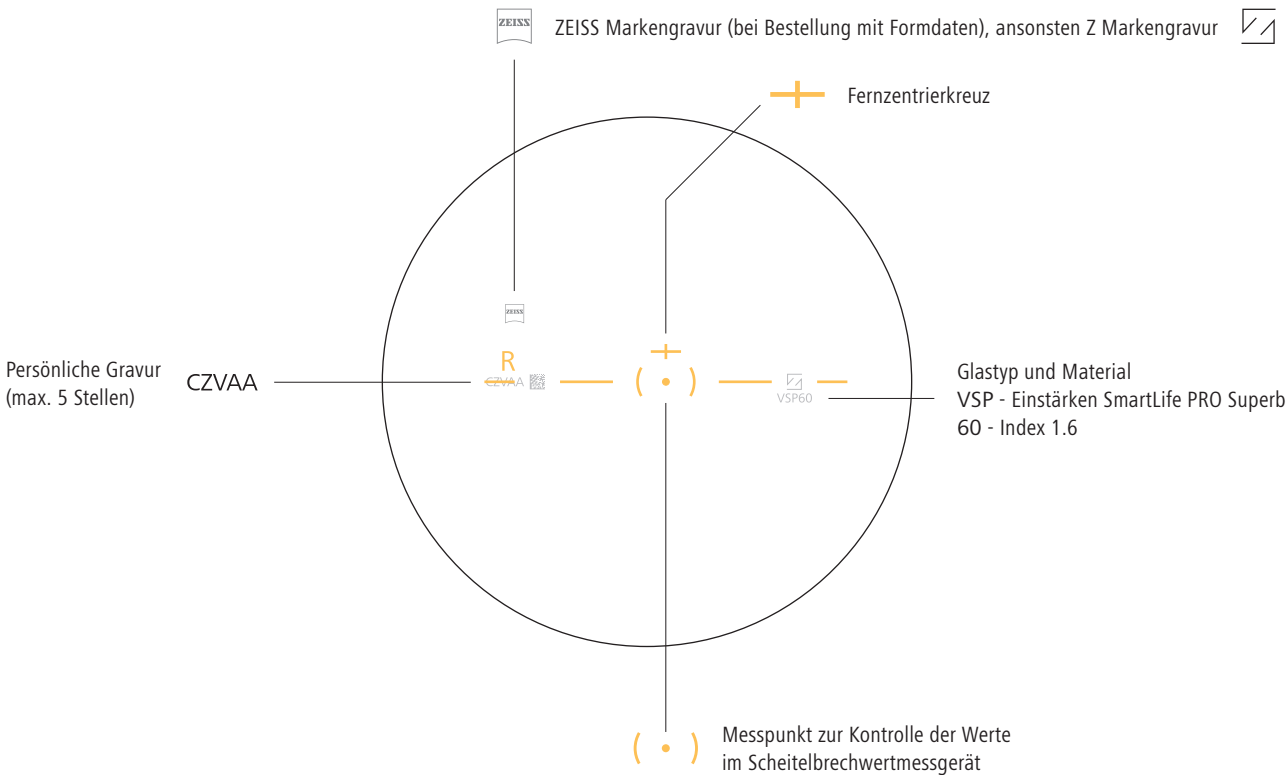 ZEISS
ZEISS Markengravur (bei Bestellung mit Formdaten), ansonsten Z Markengravur
Fernzentrierkreuz
ZEISS
R
CZVAA
VSP60
Persönliche Gravur
(max. 5 Stellen)
CZVAA
Glastyp und Material
VSP - Einstärken SmartLife PRO Superb
60 - Index 1.6
Messpunkt zur Kontrolle der Werte
im Scheitelbrechwertmessgerät